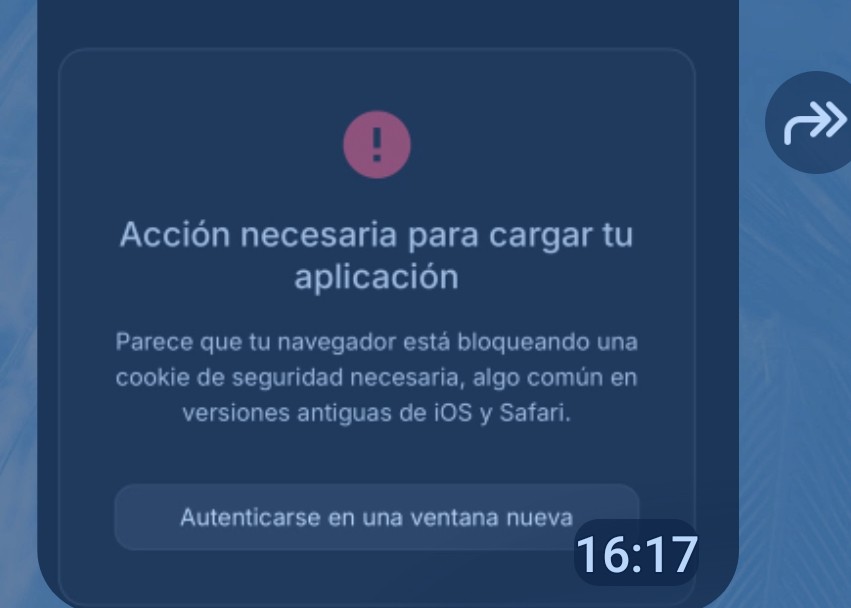 Acción necesaria para cargar tu
aplicación
Parece que tu navegador está bloqueando una
cookie de seguridad necesaria, algo común en
versiones antiguas de iOS y Safari.
Autenticarse en una ventana nueva
16:17